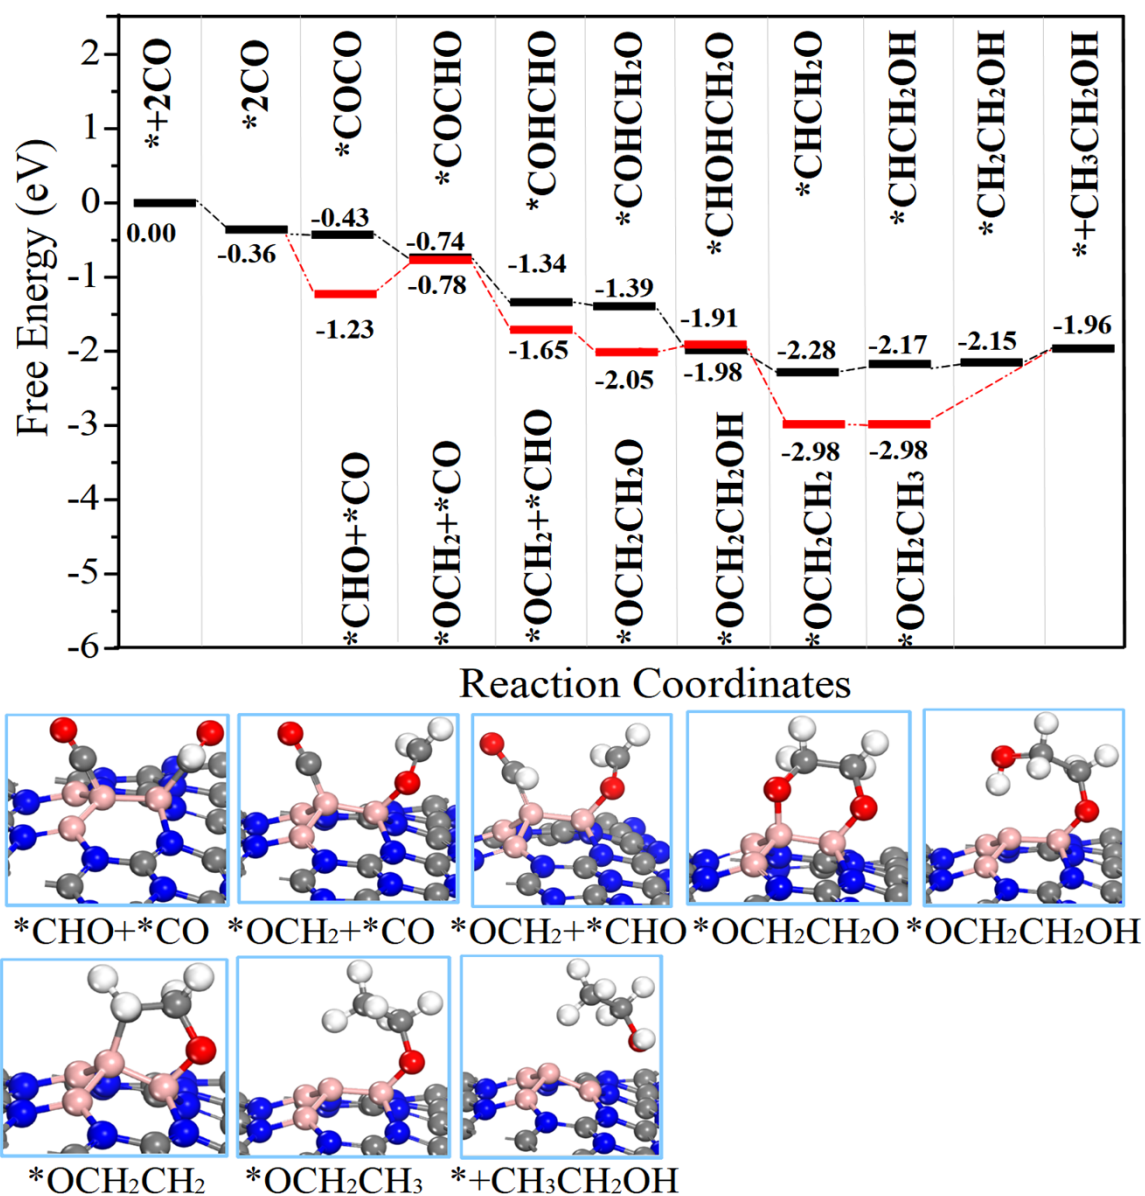 Free Energy (eV)
2
1
0
-1
-2
-3
-4
-5
-6
*+2CO
*2CO
*COCO
*COCHO
*COHCHO
*COHCH₂O
*CHOHCH₂O
*CHCH₂O
*CHCH₂OH
*CH₂CH₂OH
*+CH₃CH₂OH
0.00
-0.36
-0.43
-0.74
-1.34
-1.39
-1.91
-2.28
-2.17
-2.15
-1.96
-1.23
-0.78
-1.65
-2.05
-1.98
-2.98
-2.98
*CHO+*CO
*OCH₂+*CO
*OCH₂+*CHO
*OCH₂CH₂O
*OCH₂CH₂OH
*OCH₂CH₂
*OCH₂CH₃
Reaction Coordinates
*CHO+*CO
*OCH₂+*CO
*OCH₂+*CHO
*OCH₂CH₂O
*OCH₂CH₂OH
*OCH₂CH₂
*OCH₂CH₃
*+CH₃CH₂OH